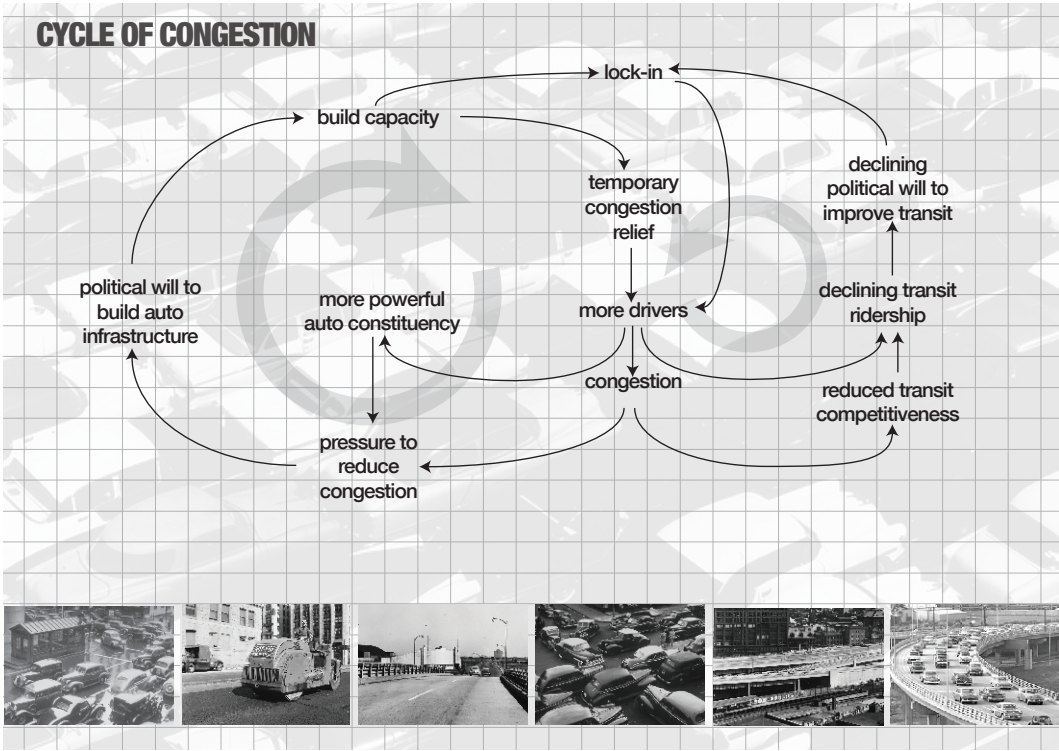 CYCLE OF CONGESTION
lock-in
build capacity
temporary
congestion
relief
declining
political will to
improve transit
political will to
build auto
infrastructure
more powerful
auto constituency
more drivers
declining transit
ridership
congestion
reduced transit
competitiveness
pressure to
reduce
congestion